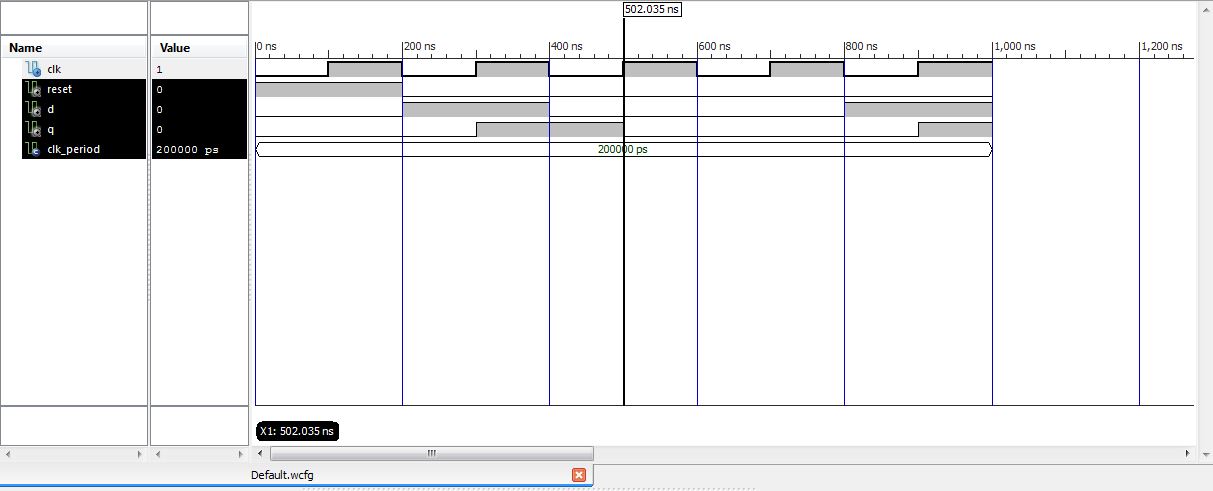 502.035 ns
Name Value
0 ns 200 ns 400 ns 600 ns 800 ns 1,000 ns 1,200 ns
clk 1
reset 0
d 0
q 0
clk_period 200000 ps 200000 ps
X1: 502.035 ns
Default.wcfg